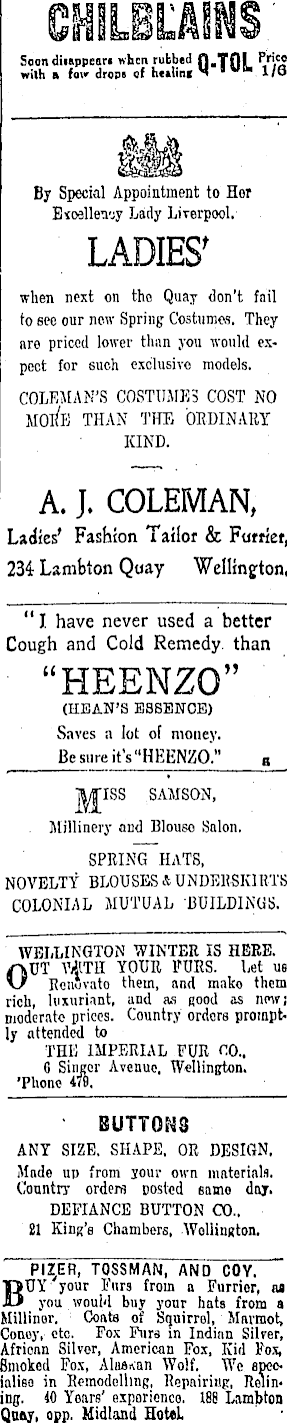 CHILBLAINS
Soon disappears when rubbed
with a few drops of healing
Q-TOL Price
1/6
By Special Appointment to Her
Excellency Lady Liverpool.
LADIES'
when next on the Quay don't fail
to see our new Spring Costumes. They
are priced lower than you would ex-
pect for such exclusive models.
COLEMAN'S COSTUMES COST NO
MORE THAN THE ORDINARY
KIND.
A. J. COLEMAN,
Ladies' Fashion Tailor & Furrier,
234 Lambton Quay Wellington.
"I have never used a better
Cough and Cold Remedy than
"HEENZO"
(HEAN'S ESSENCE)
Saves a lot of money.
Be sure it's "HEENZO."
MISS SAMSON,
Millinery and Blouse Salon.
SPRING HATS,
NOVELTY BLOUSES & UNDERSKIRTS
COLONIAL MUTUAL BUILDINGS.
WELLINGTON WINTER IS HERE.
OUT WITH YOUR FURS. Let us
Renovate them, and make them
rich, luxuriant, and as good as new;
moderate prices. Country orders prompt-
ly attended to
THE IMPERIAL FUR CO.,
6 Singer Avenue, Wellington.
'Phone 479.
BUTTONS
ANY SIZE, SHAPE, OR DESIGN,
Made up from your own materials.
Country orders posted same day.
DEFIANCE BUTTON CO.,
21 King's Chambers, Wellington.
PIZER, TOSSMAN, AND COY.
BUY your Furs from a Furrier, as
you would buy your hats from a
Milliner. Coats of Squirrel, Marmot,
Coney, etc. Fox Furs in Indian Silver,
African Silver, American Fox, Kid Fox,
Smoked Fox, Alaskan Wolf. We spec-
ialise in Remodelling, Repairing, Relin-
ing. 40 Years' experience. 188 Lambton
Quay, opp. Midland Hotel.